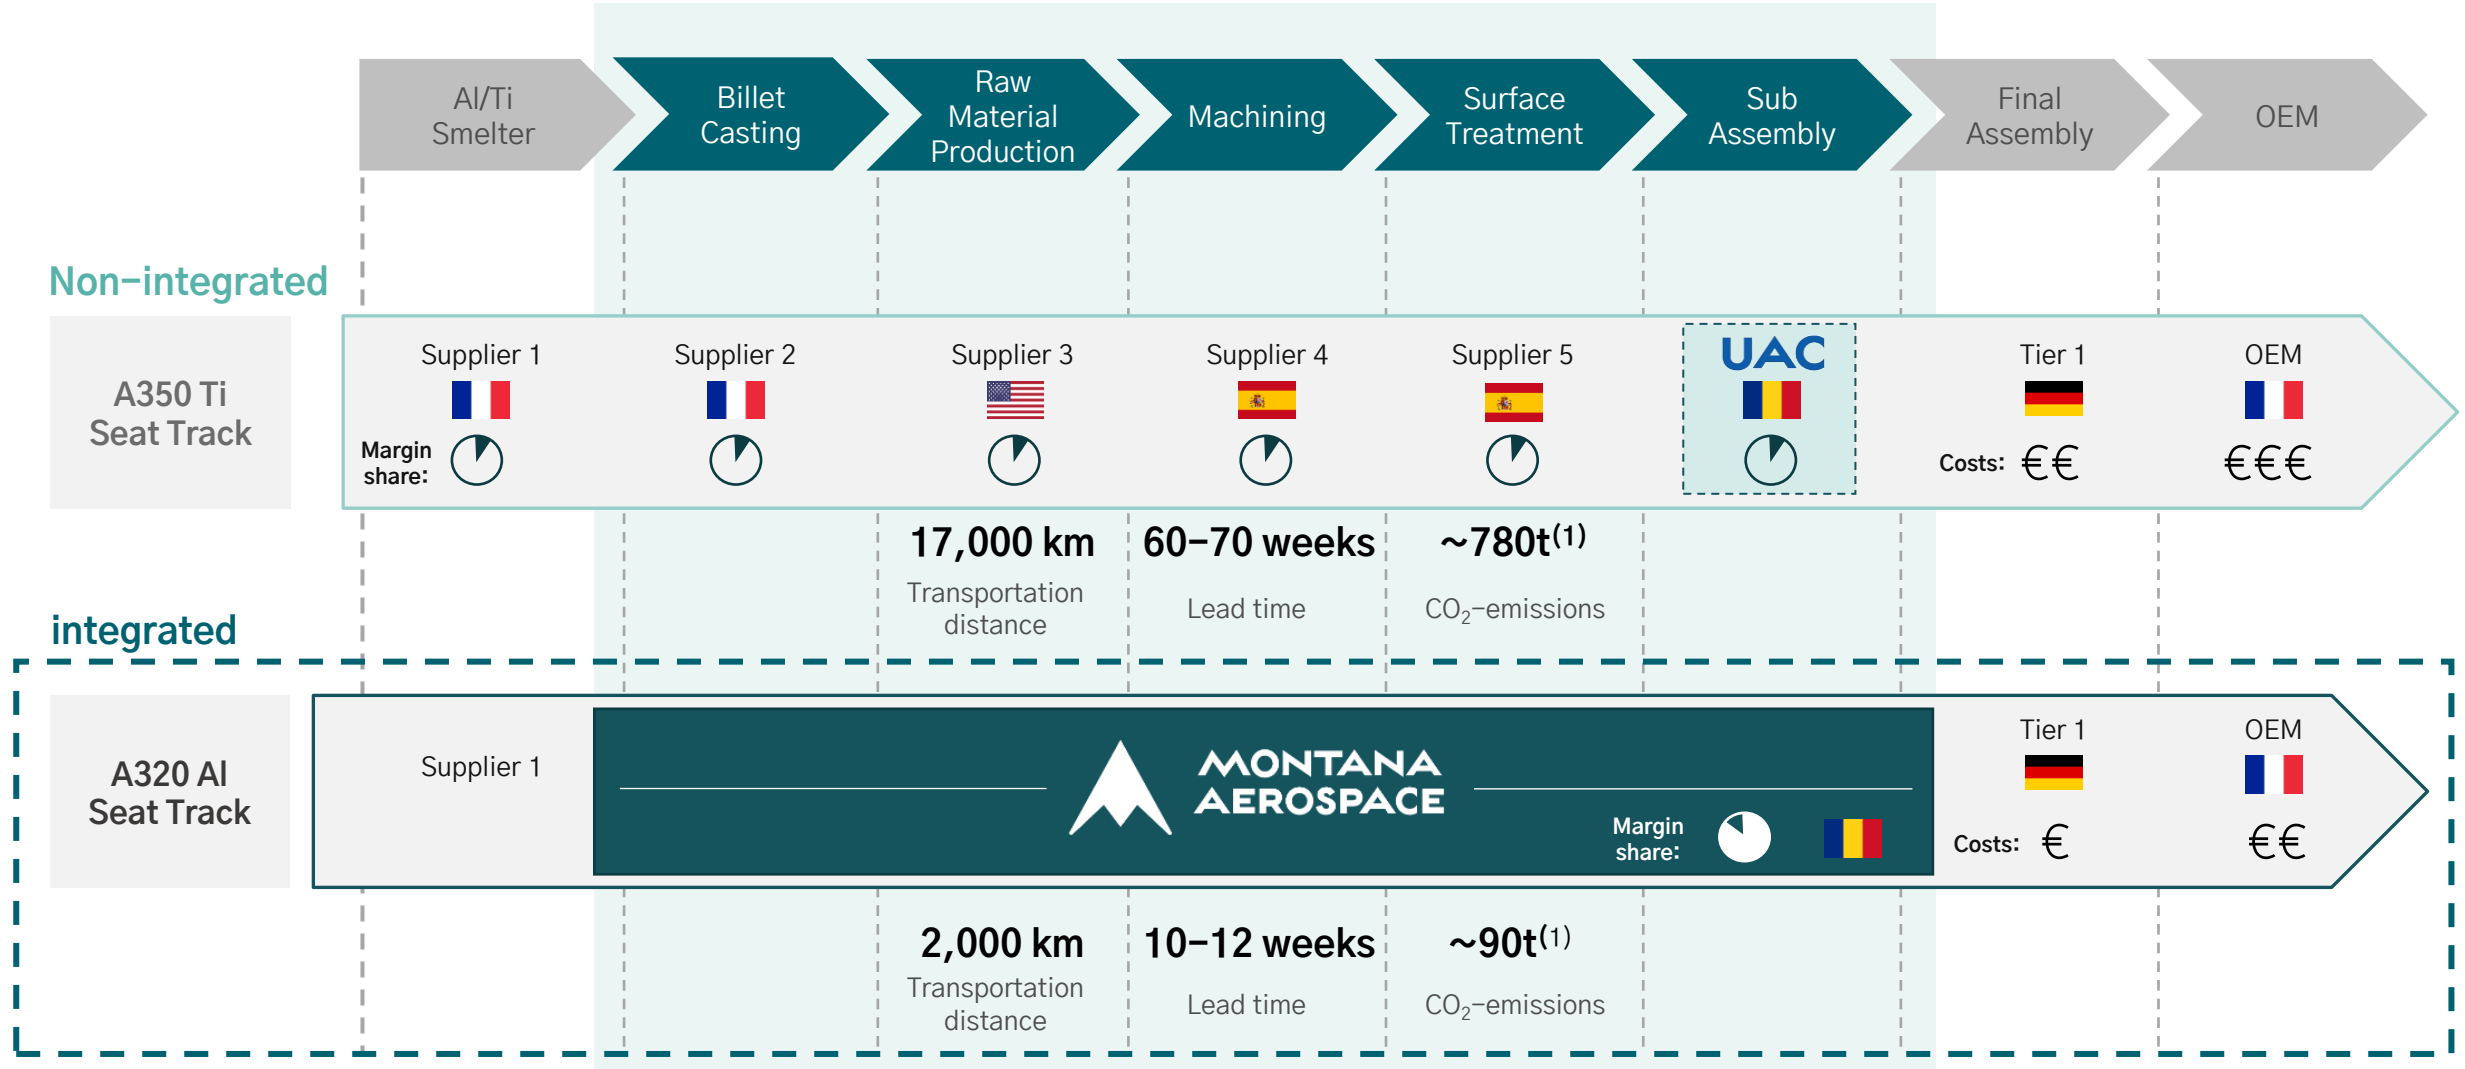 Al/Ti
Smelter
Billet
Casting
Raw
Material
Production
Machining
Surface
Treatment
Sub
Assembly
Final
Assembly
OEM
Non-integrated
A350 Ti
Seat Track
Supplier 1
Supplier 2
Supplier 3
Supplier 4
Supplier 5
UAC
Tier 1
OEM
Margin
share:
Costs: €€
€€€
17,000 km
Transportation
distance
60-70 weeks
Lead time
~780t(1)
CO₂-emissions
integrated
A320 Al
Seat Track
Supplier 1
MONTANA
AEROSPACE
Margin
share:
Tier 1
OEM
Costs: €
€€
2,000 km
Transportation
distance
10-12 weeks
Lead time
~90t(1)
CO₂-emissions